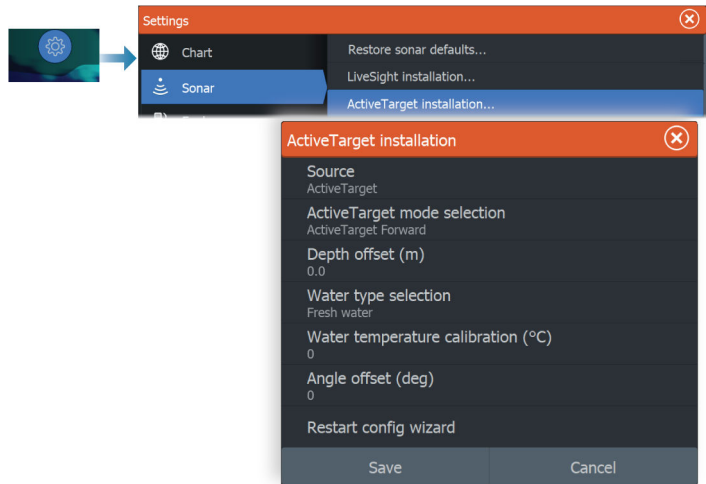 Settings
Chart
Restore sonar defaults...
Sonar
LiveSight installation...
ActiveTarget installation...
ActiveTarget installation
Source
ActiveTarget
ActiveTarget mode selection
ActiveTarget Forward
Depth offset (m)
0.0
Water type selection
Fresh water
Water temperature calibration (°C)
0
Angle offset (deg)
0
Restart config wizard
Save
Cancel